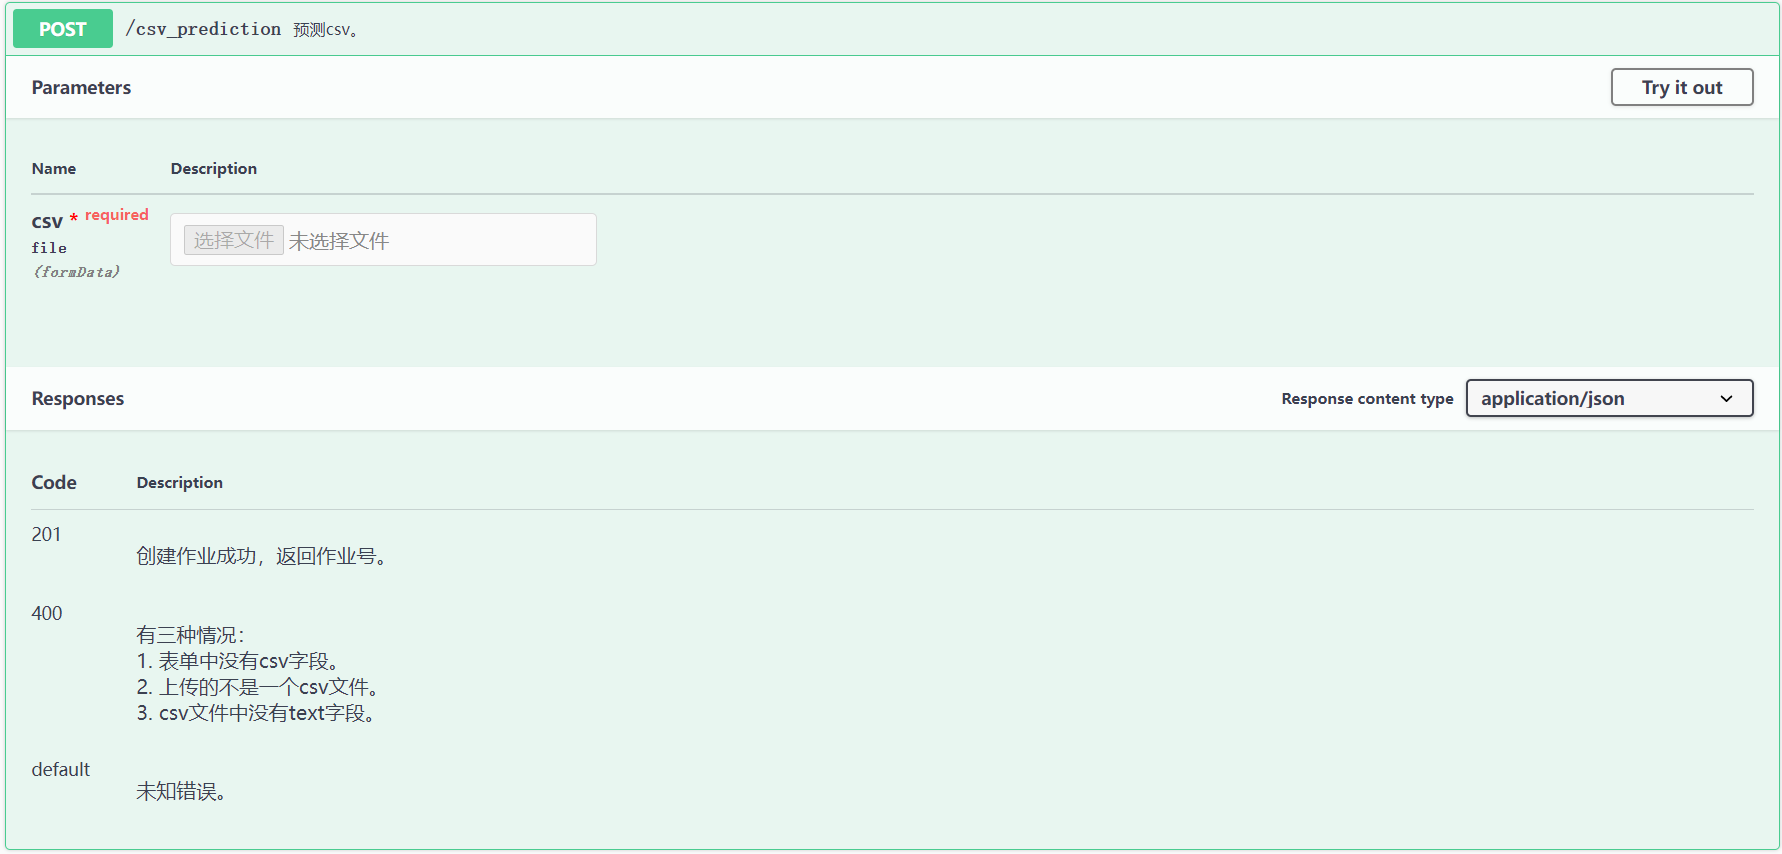 POST /csv_prediction 预测csv。
Parameters
Try it out
Name Description
csv * required
file
(formData)
选择文件 未选择文件
Responses
Response content type application/json
Code Description
201
创建作业成功，返回作业号。
400
有三种情况：
1. 表单中没有csv字段。
2. 上传的不是一个csv文件。
3. csv文件中没有text字段。
default
未知错误。